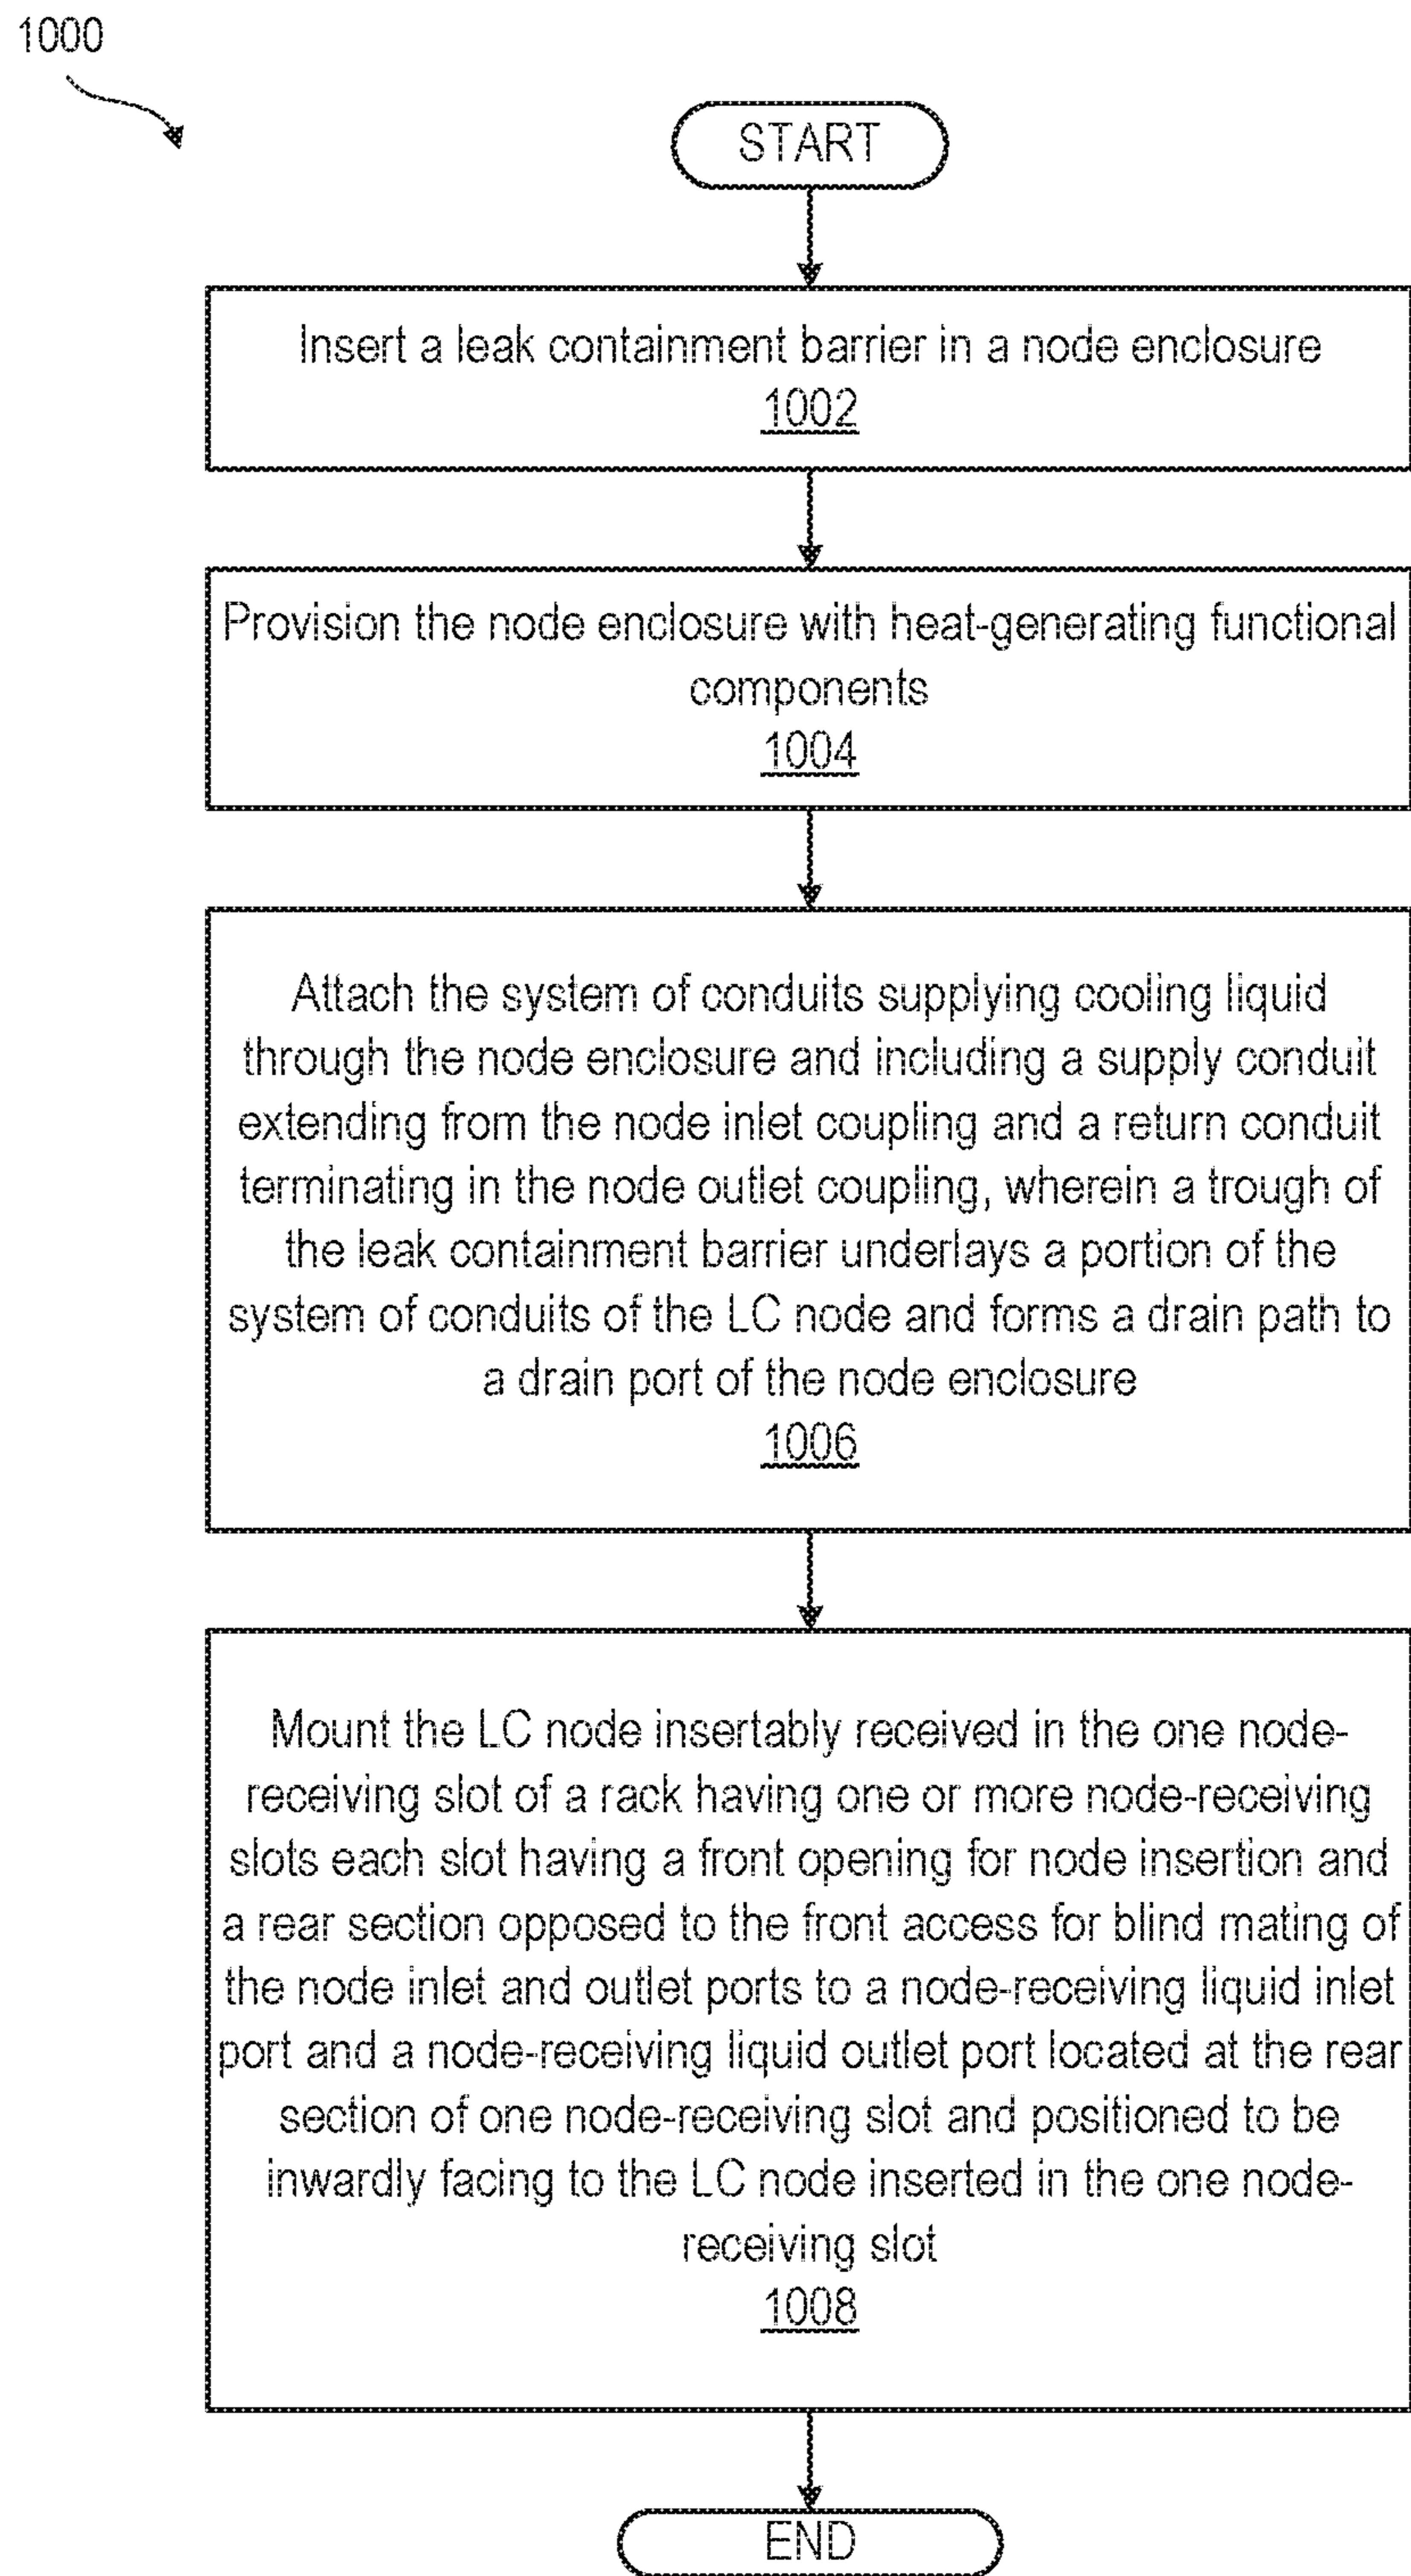 1000
START
Insert a leak containment barrier in a node enclosure
1002
Provision the node enclosure with heat-generating functional
components
1004
Attach the system of conduits supplying cooling liquid
through the node enclosure and including a supply conduit
extending from the node inlet coupling and a return conduit
terminating in the node outlet coupling, wherein a trough of
the leak containment barrier underlays a portion of the
system of conduits of the LC node and forms a drain path to
a drain port of the node enclosure
1006
Mount the LC node insertably received in the one node-
receiving slot of a rack having one or more node-receiving
slots each slot having a front opening for node insertion and
a rear section opposed to the front access for blind mating of
the node inlet and outlet ports to a node-receiving liquid inlet
port and a node-receiving liquid outlet port located at the rear
section of one node-receiving slot and positioned to be
inwardly facing to the LC node inserted in the one node-
receiving slot
1008
END